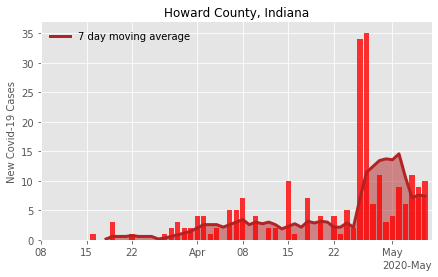 Howard County, Indiana
7 day moving average
New Covid-19 Cases
35
30
25
20
15
10
5
0
08 15 22 Apr 08 15 22 May
2020-May